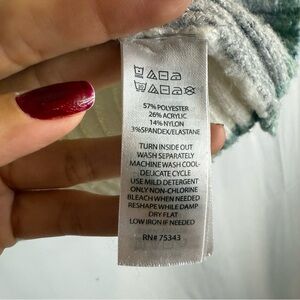 57% POLYESTER
26% ACRYLIC
14% NYLON
3%SPANDEX/ELASTANE
TURN INSIDE OUT
WASH SEPARATELY
MACHINE WASH COOL-
DELICATE CYCLE
USE MILD DETERGENT
ONLY NON-CHLORINE
BLEACH WHEN NEEDED
RESHAPE WHILE DAMP
DRY FLAT
LOW IRON IF NEEDED
RN# 75343